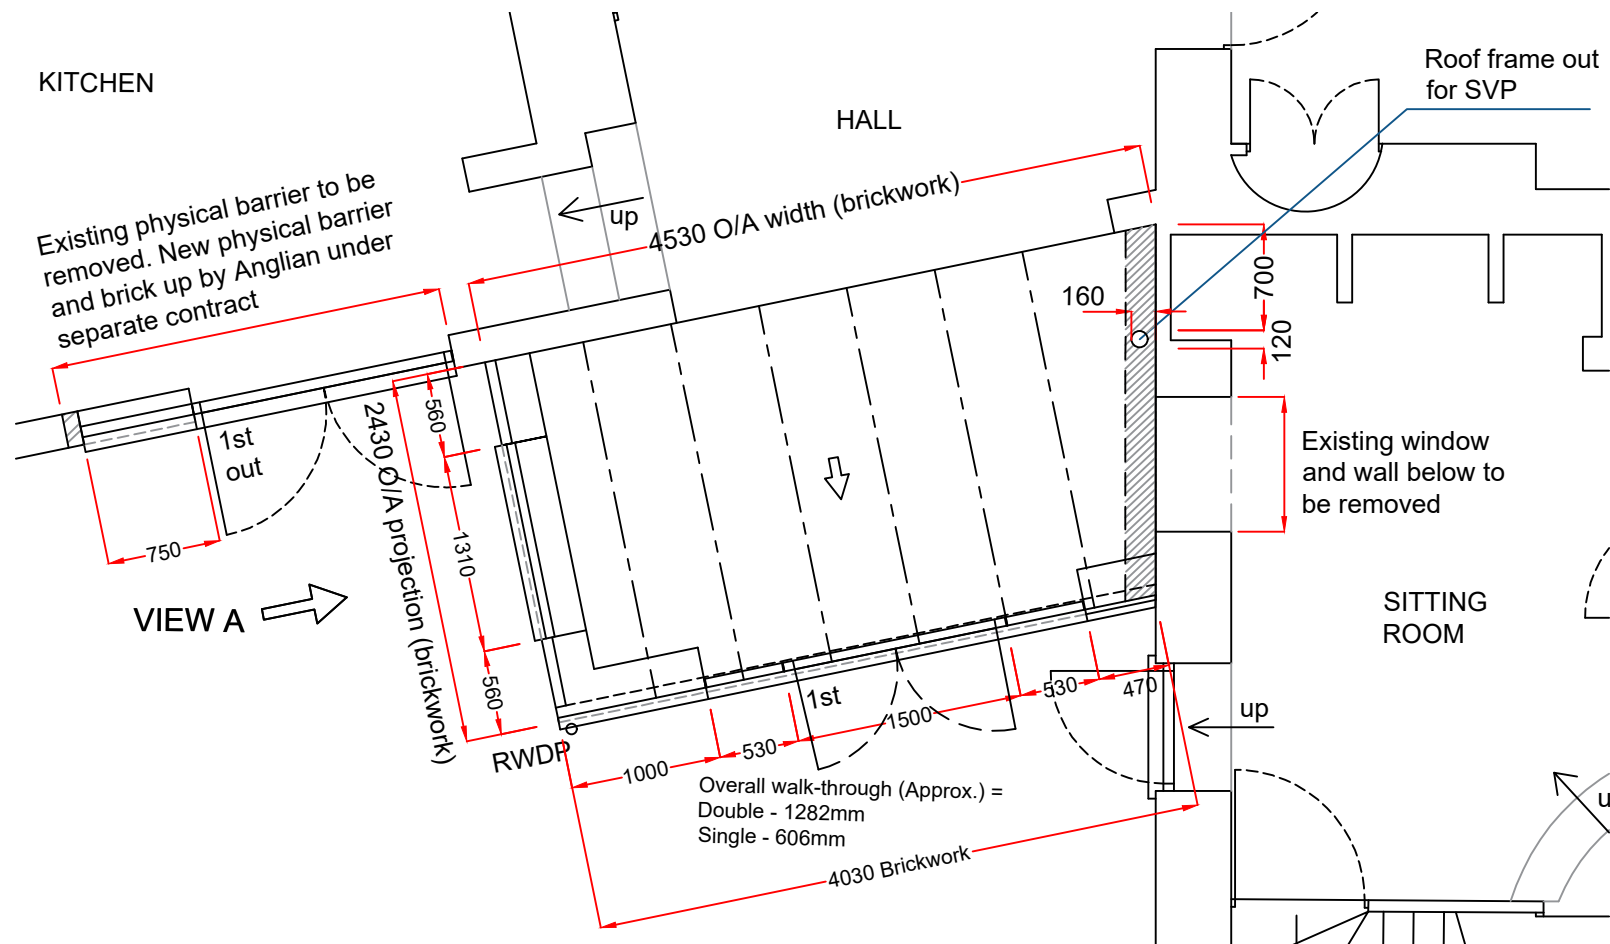 KITCHEN
HALL
Roof frame out
for SVP
Existing physical barrier to be
removed. New physical barrier
and brick up by Anglian under
separate contract
up
4530 O/A width (brickwork)
160
700
120
1st
out
750
2430 O/A projection (brickwork)
560
1310
560
Existing window
and wall below to
be removed
VIEW A
SITTING
ROOM
RWDP
1000
530
1st
1500
530
470
up
Overall walk-through (Approx.) =
Double - 1282mm
Single - 606mm
4030 Brickwork